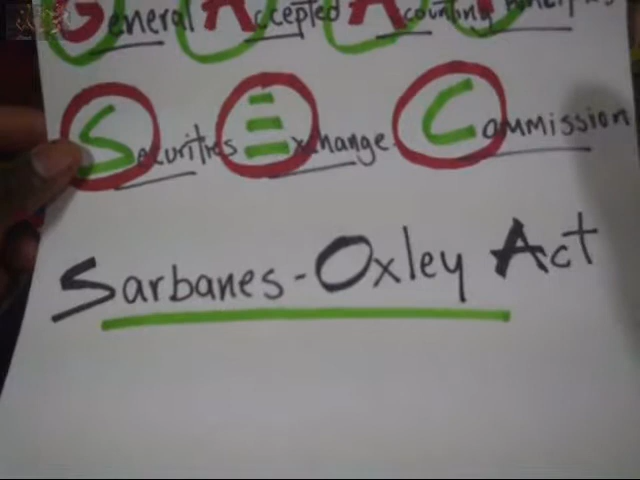 General Accepted Accounting
Securities Exchange Commission
Sarbanes-Oxley Act